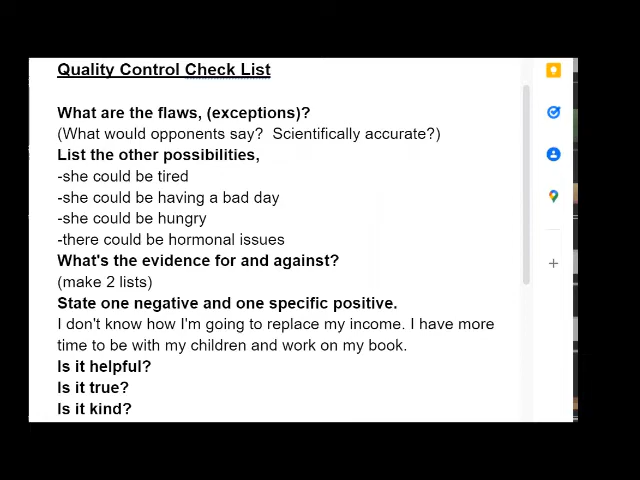 Quality Control Check List
What are the flaws, (exceptions)?
(What would opponents say?  Scientifically accurate?)
List the other possibilities,
-she could be tired
-she could be having a bad day
-she could be hungry
-there could be hormonal issues
What's the evidence for and against?
(make 2 lists)
State one negative and one specific positive.
I don't know how I'm going to replace my income. I have more
time to be with my children and work on my book.
Is it helpful?
Is it true?
Is it kind?